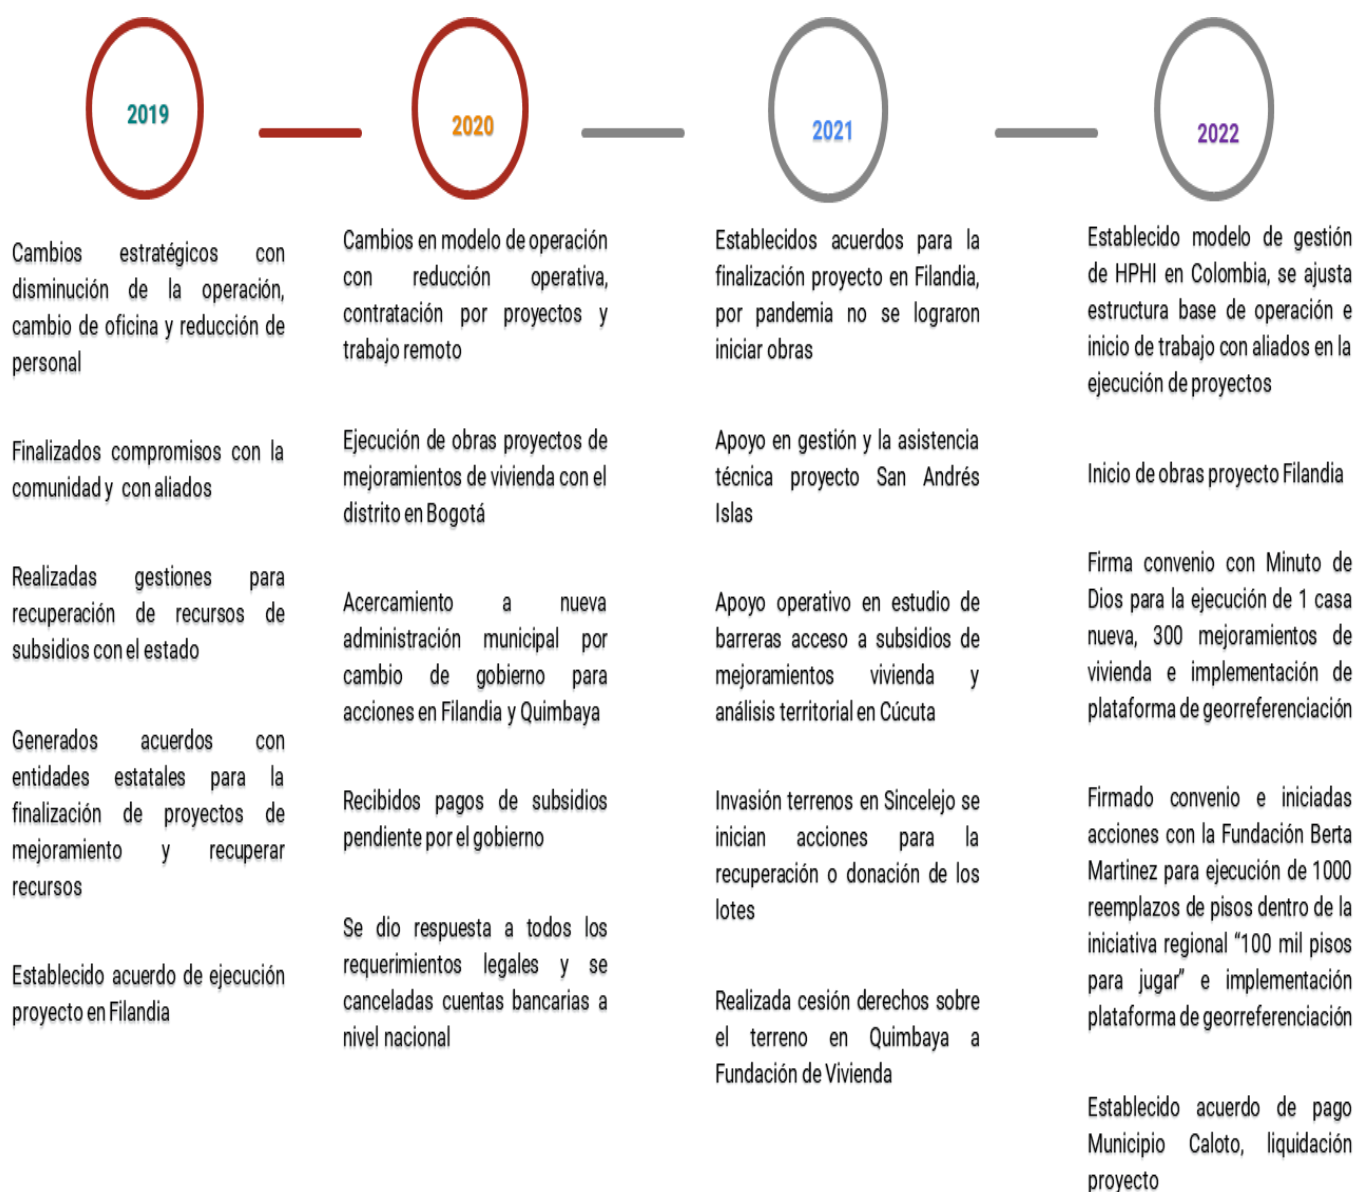 2019
Cambios estratégicos con
disminución de la operación,
cambio de oficina y reducción de
personal
Finalizados compromisos con la
comunidad y con aliados
Realizadas gestiones para
recuperación de recursos de
subsidios con el estado
Generados acuerdos con
entidades estatales para la
finalización de proyectos de
mejoramiento y recuperar
recursos
Establecido acuerdo de ejecución
proyecto en Filandia
2020
Cambios en modelo de operación
con reducción operativa,
contratación por proyectos y
trabajo remoto
Ejecución de obras proyectos de
mejoramientos de vivienda con el
distrito en Bogotá
Acercamiento a nueva
administración municipal por
cambio de gobierno para
acciones en Filandia y Quimbaya
Recibidos pagos de subsidios
pendiente por el gobierno
Se dio respuesta a todos los
requerimientos legales y se
canceladas cuentas bancarias a
nivel nacional
2021
Establecidos acuerdos para la
finalización proyecto en Filandia,
por pandemia no se lograron
iniciar obras
Apoyo en gestión y la asistencia
técnica proyecto San Andrés
Islas
Apoyo operativo en estudio de
barreras acceso a subsidios de
mejoramientos vivienda y
análisis territorial en Cúcuta
Invasión terrenos en Sincelejo se
inician acciones para la
recuperación o donación de los
lotes
Realizada cesión derechos sobre
el terreno en Quimbaya a
Fundación de Vivienda
2022
Establecido modelo de gestión
de HPHI en Colombia, se ajusta
estructura base de operación e
inicio de trabajo con aliados en la
ejecución de proyectos
Inicio de obras proyecto Filandia
Firma convenio con Minuto de
Dios para la ejecución de 1 casa
nueva, 300 mejoramientos de
vivienda e implementación de
plataforma de georreferenciación
Firmado convenio e iniciadas
acciones con la Fundación Berta
Martinez para ejecución de 1000
reemplazos de pisos dentro de la
iniciativa regional “100 mil pisos
para jugar” e implementación
plataforma de georreferenciación
Establecido acuerdo de pago
Municipio Caloto, liquidación
proyecto